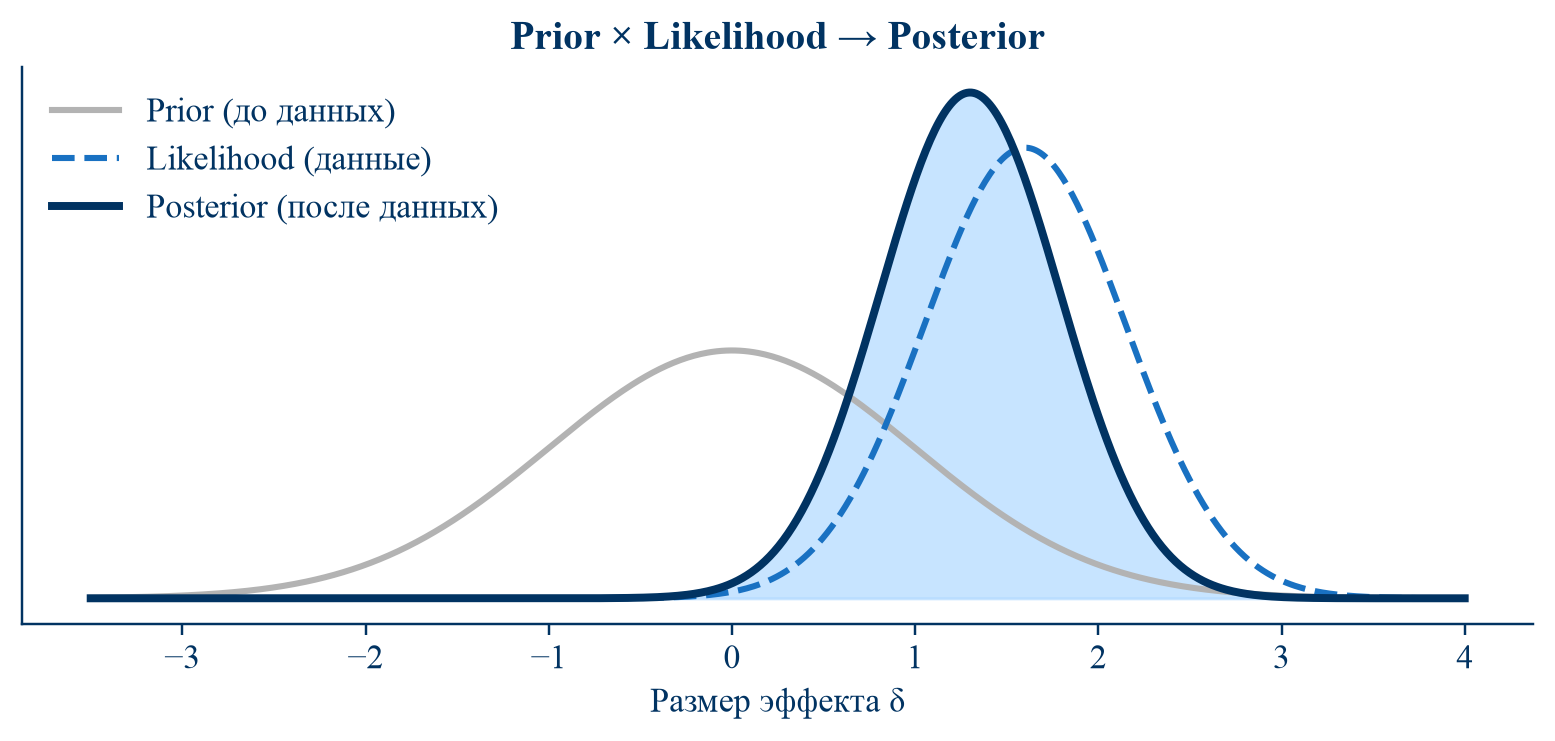 Prior × Likelihood → Posterior
Prior (до данных)
Likelihood (данные)
Posterior (после данных)
−3 −2 −1 0 1 2 3 4
Размер эффекта δ